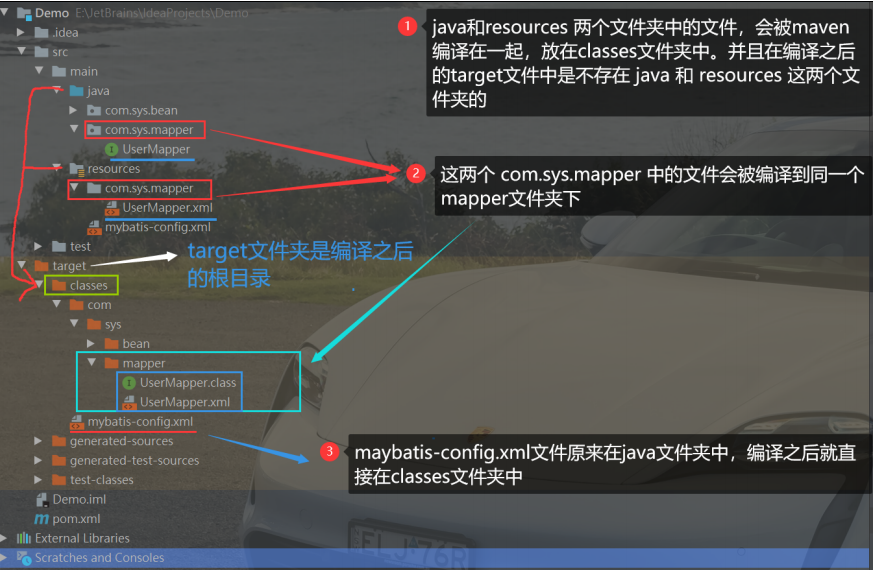 Demo E:\JetBrains\IdeaProjects\Demo
.idea
src
main
java
com.sys.bean
com.sys.mapper
UserMapper
resources
com.sys.mapper
UserMapper.xml
mybatis-config.xml
test
target
classes
com
sys
bean
mapper
UserMapper.class
UserMapper.xml
mybatis-config.xml
generated-sources
generated-test-sources
test-classes
Demo.iml
pom.xml
External Libraries
Scratches and Consoles
1
java和resources 两个文件夹中的文件，会被maven
编译在一起，放在classes文件夹中。并且在编译之后
的target文件中是不存在 java 和 resources 这两个文
件夹的
2
这两个 com.sys.mapper 中的文件会被编译到同一个
mapper文件夹下
target文件夹是编译之后
的根目录
3
maybatis-config.xml文件原来在java文件夹中，编译之后就直
接在classes文件夹中